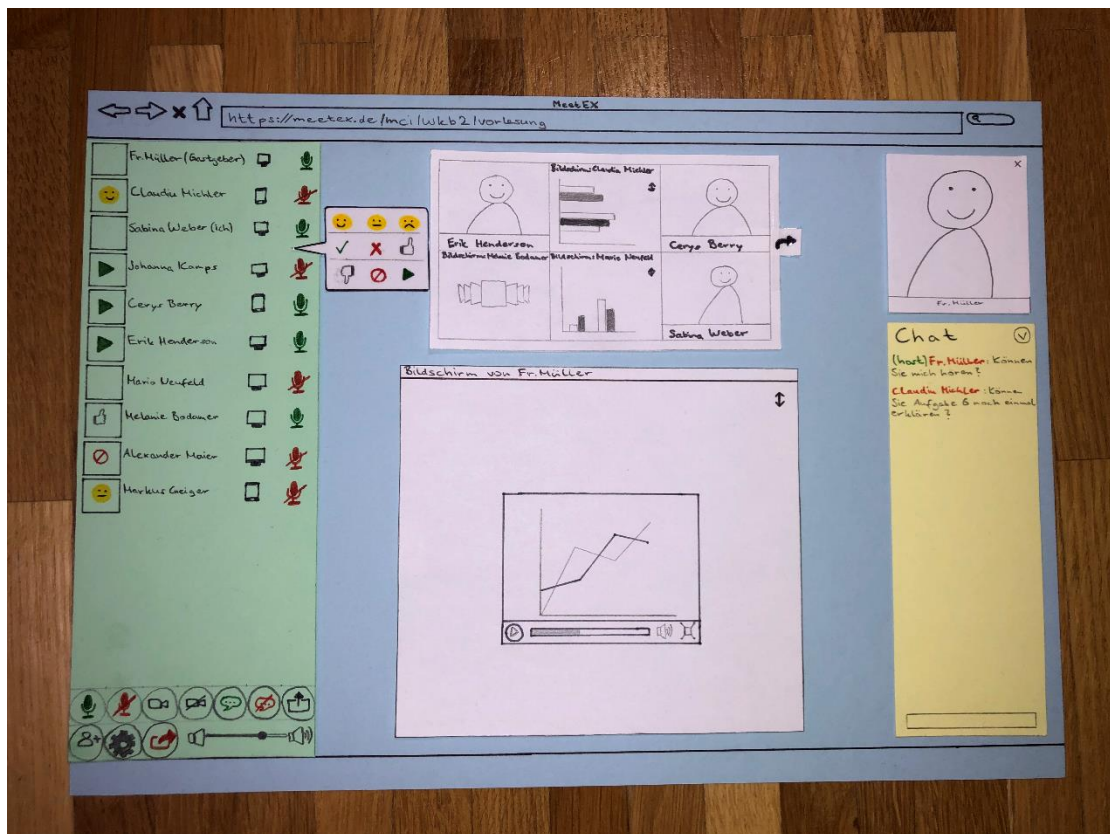 MeetEX
https://meetex.de/mci/wkb2/vorlesung
Fr. Müller (Gastgeber)
Claudia Michler
Sabina Weber (ich)
Johanna Kamps
Cerys Berry
Erik Henderson
Mario Neufeld
Melanie Bodamer
Alexander Maier
Markus Geiger
Bildschirm: Claudia Michler
Erik Henderson
Cerys Berry
Bildschirm: Melanie Bodamer
Bildschirm: Mario Neufeld
Sabina Weber
Bildschirm von Fr. Müller
Fr. Müller
Chat
(host) Fr. Müller: Können
Sie mich hören?
Claudia Michler: Könne
Sie Aufgabe 6 noch einmal
erklären?